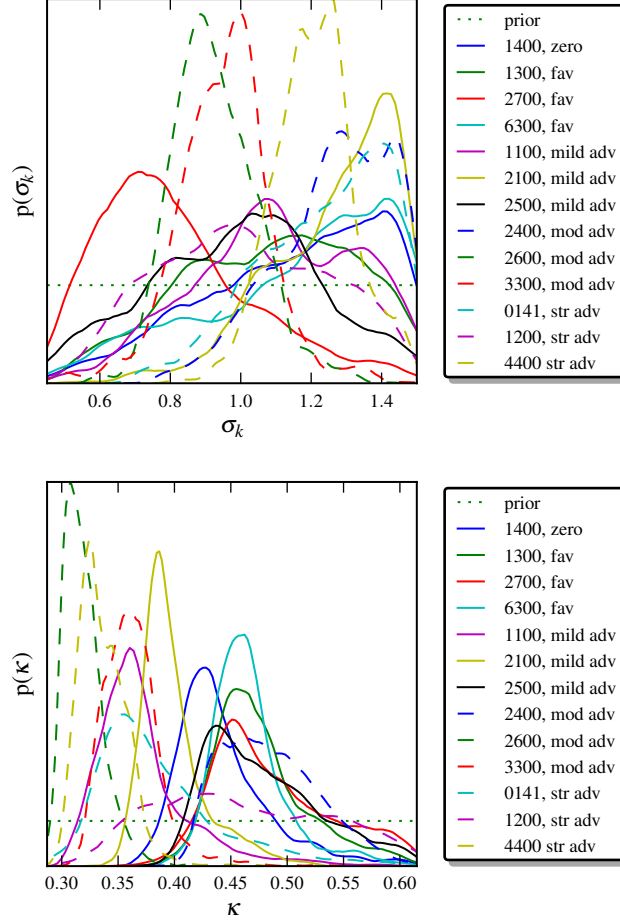 p(σk)
0.6 0.8 1.0 1.2 1.4
σk
prior
1400, zero
1300, fav
2700, fav
6300, fav
1100, mild adv
2100, mild adv
2500, mild adv
2400, mod adv
2600, mod adv
3300, mod adv
0141, str adv
1200, str adv
4400 str adv
p(κ)
0.30 0.35 0.40 0.45 0.50 0.55 0.60
κ
prior
1400, zero
1300, fav
2700, fav
6300, fav
1100, mild adv
2100, mild adv
2500, mild adv
2400, mod adv
2600, mod adv
3300, mod adv
0141, str adv
1200, str adv
4400 str adv